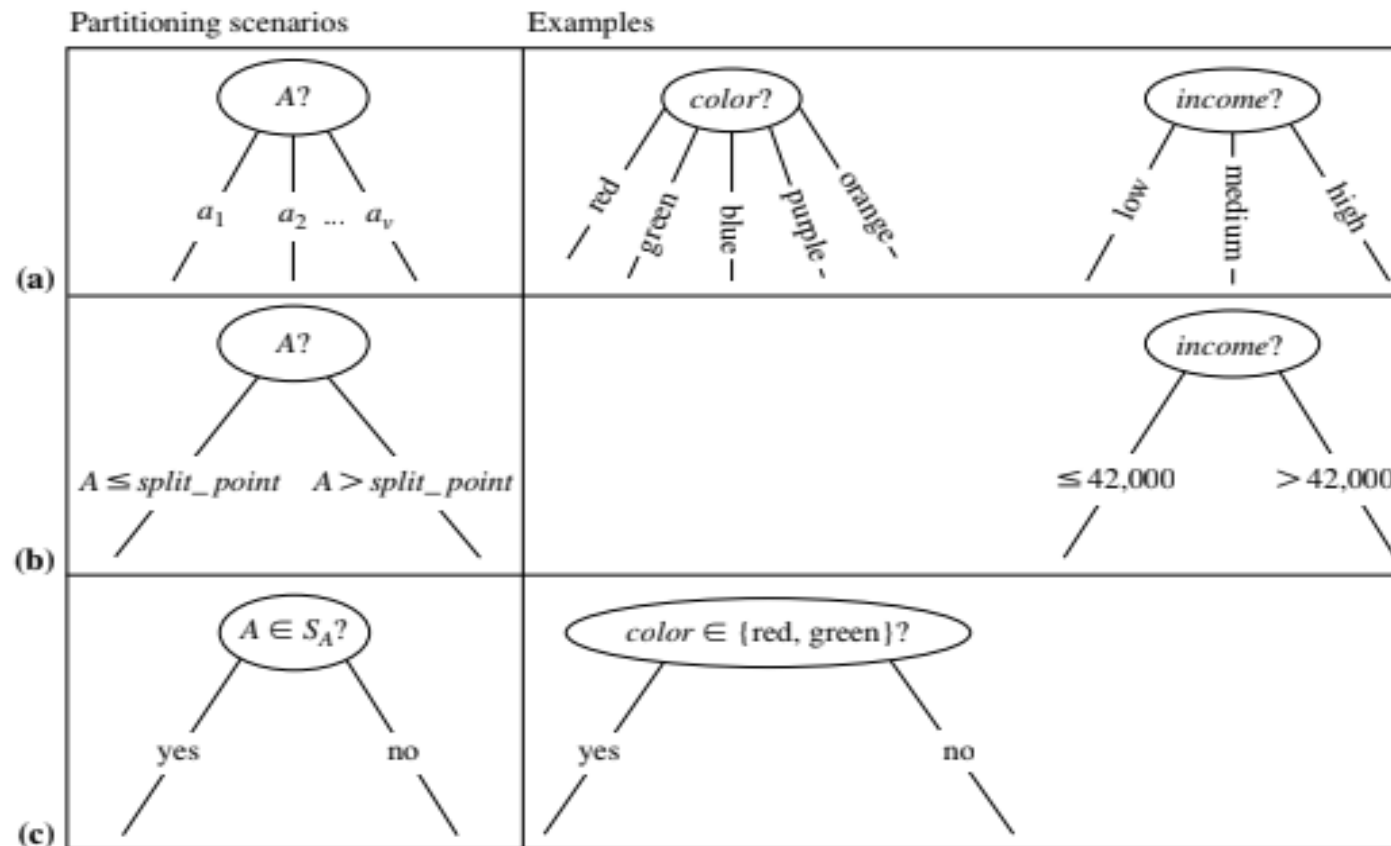 Partitioning scenarios Examples
A? color? income?
a1 a2 ... av red green blue purple orange low medium high
(a)
A? income?
A ≤ split_point A > split_point ≤ 42,000 > 42,000
(b)
A ∈ SA? color ∈ {red, green}?
yes no yes no
(c)